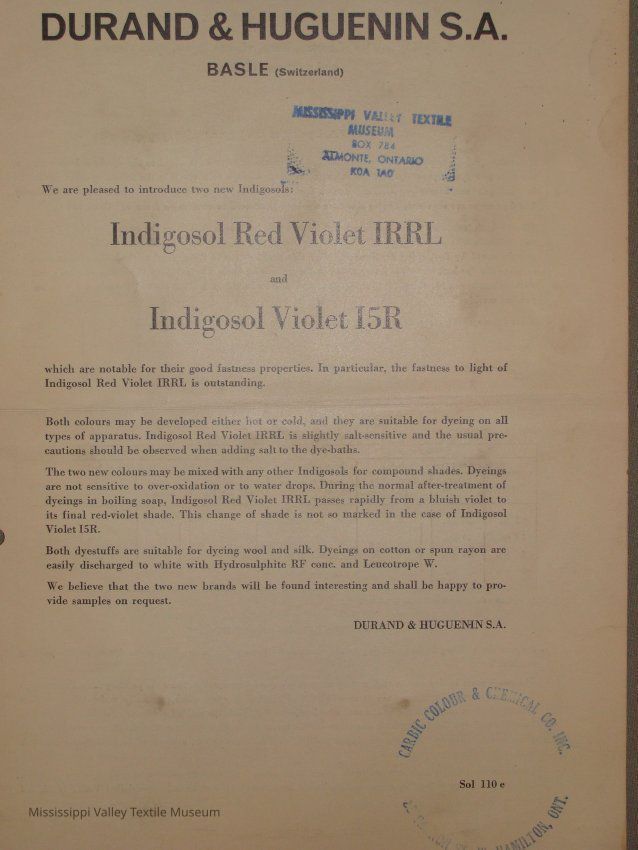 DURAND & HUGUENIN S.A.
BASLE (Switzerland)
MISSISSIPPI VALLEY TEXTILE
MUSEUM
BOX 784
ALMONTE, ONTARIO
K0A 1A0
We are pleased to introduce two new Indigosols:
Indigosol Red Violet IRRL
and
Indigosol Violet I5R
which are notable for their good fastness properties. In particular, the fastness to light of
Indigosol Red Violet IRRL is outstanding.
Both colours may be developed either hot or cold, and they are suitable for dyeing on all
types of apparatus. Indigosol Red Violet IRRL is slightly salt-sensitive and the usual pre-
cautions should be observed when adding salt to the dye-baths.
The two new colours may be mixed with any other Indigosols for compound shades. Dyeings
are not sensitive to over-oxidation or to water drops. During the normal after-treatment of
dyeings in boiling soap, Indigosol Red Violet IRRL passes rapidly from a bluish violet to
its final red-violet shade. This change of shade is not so marked in the case of Indigosol
Violet I5R.
Both dyestuffs are suitable for dyeing wool and silk. Dyeings on cotton or spun rayon are
easily discharged to white with Hydrosulphite RF conc. and Leucotrope W.
We believe that the two new brands will be found interesting and shall be happy to pro-
vide samples on request.
DURAND & HUGUENIN S.A.
CARBIC COLOUR & CHEMICAL CO. INC.
Sol 110 e
HAMILTON, ONT.
Mississippi Valley Textile Museum